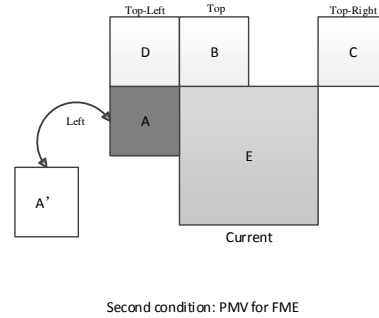 Top-Left Top Top-Right
D B C
A
Left
E
A’
Current
Second condition: PMV for FME